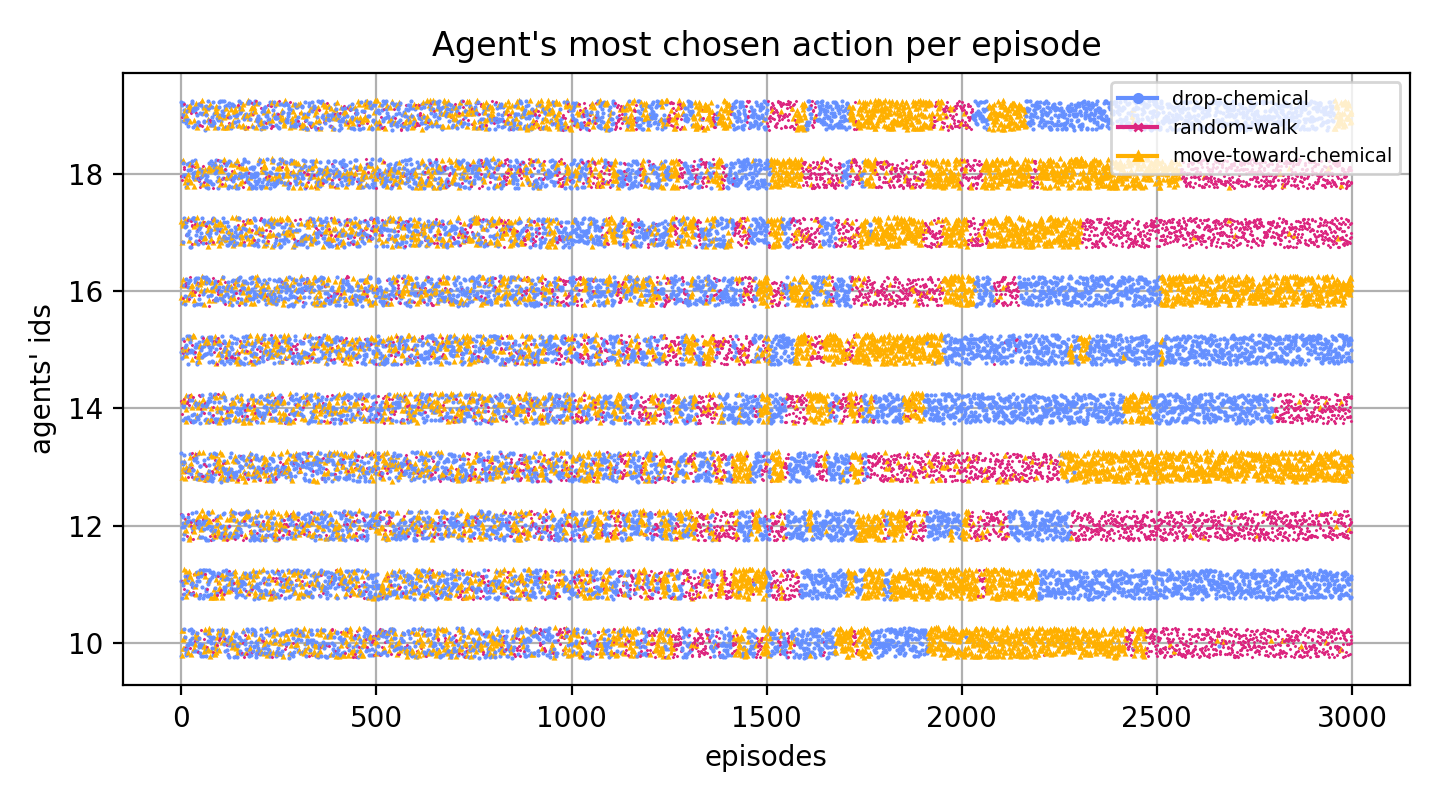 Agent's most chosen action per episode
drop-chemical
random-walk
move-toward-chemical
agents' ids
18
16
14
12
10
0 500 1000 1500 2000 2500 3000
episodes